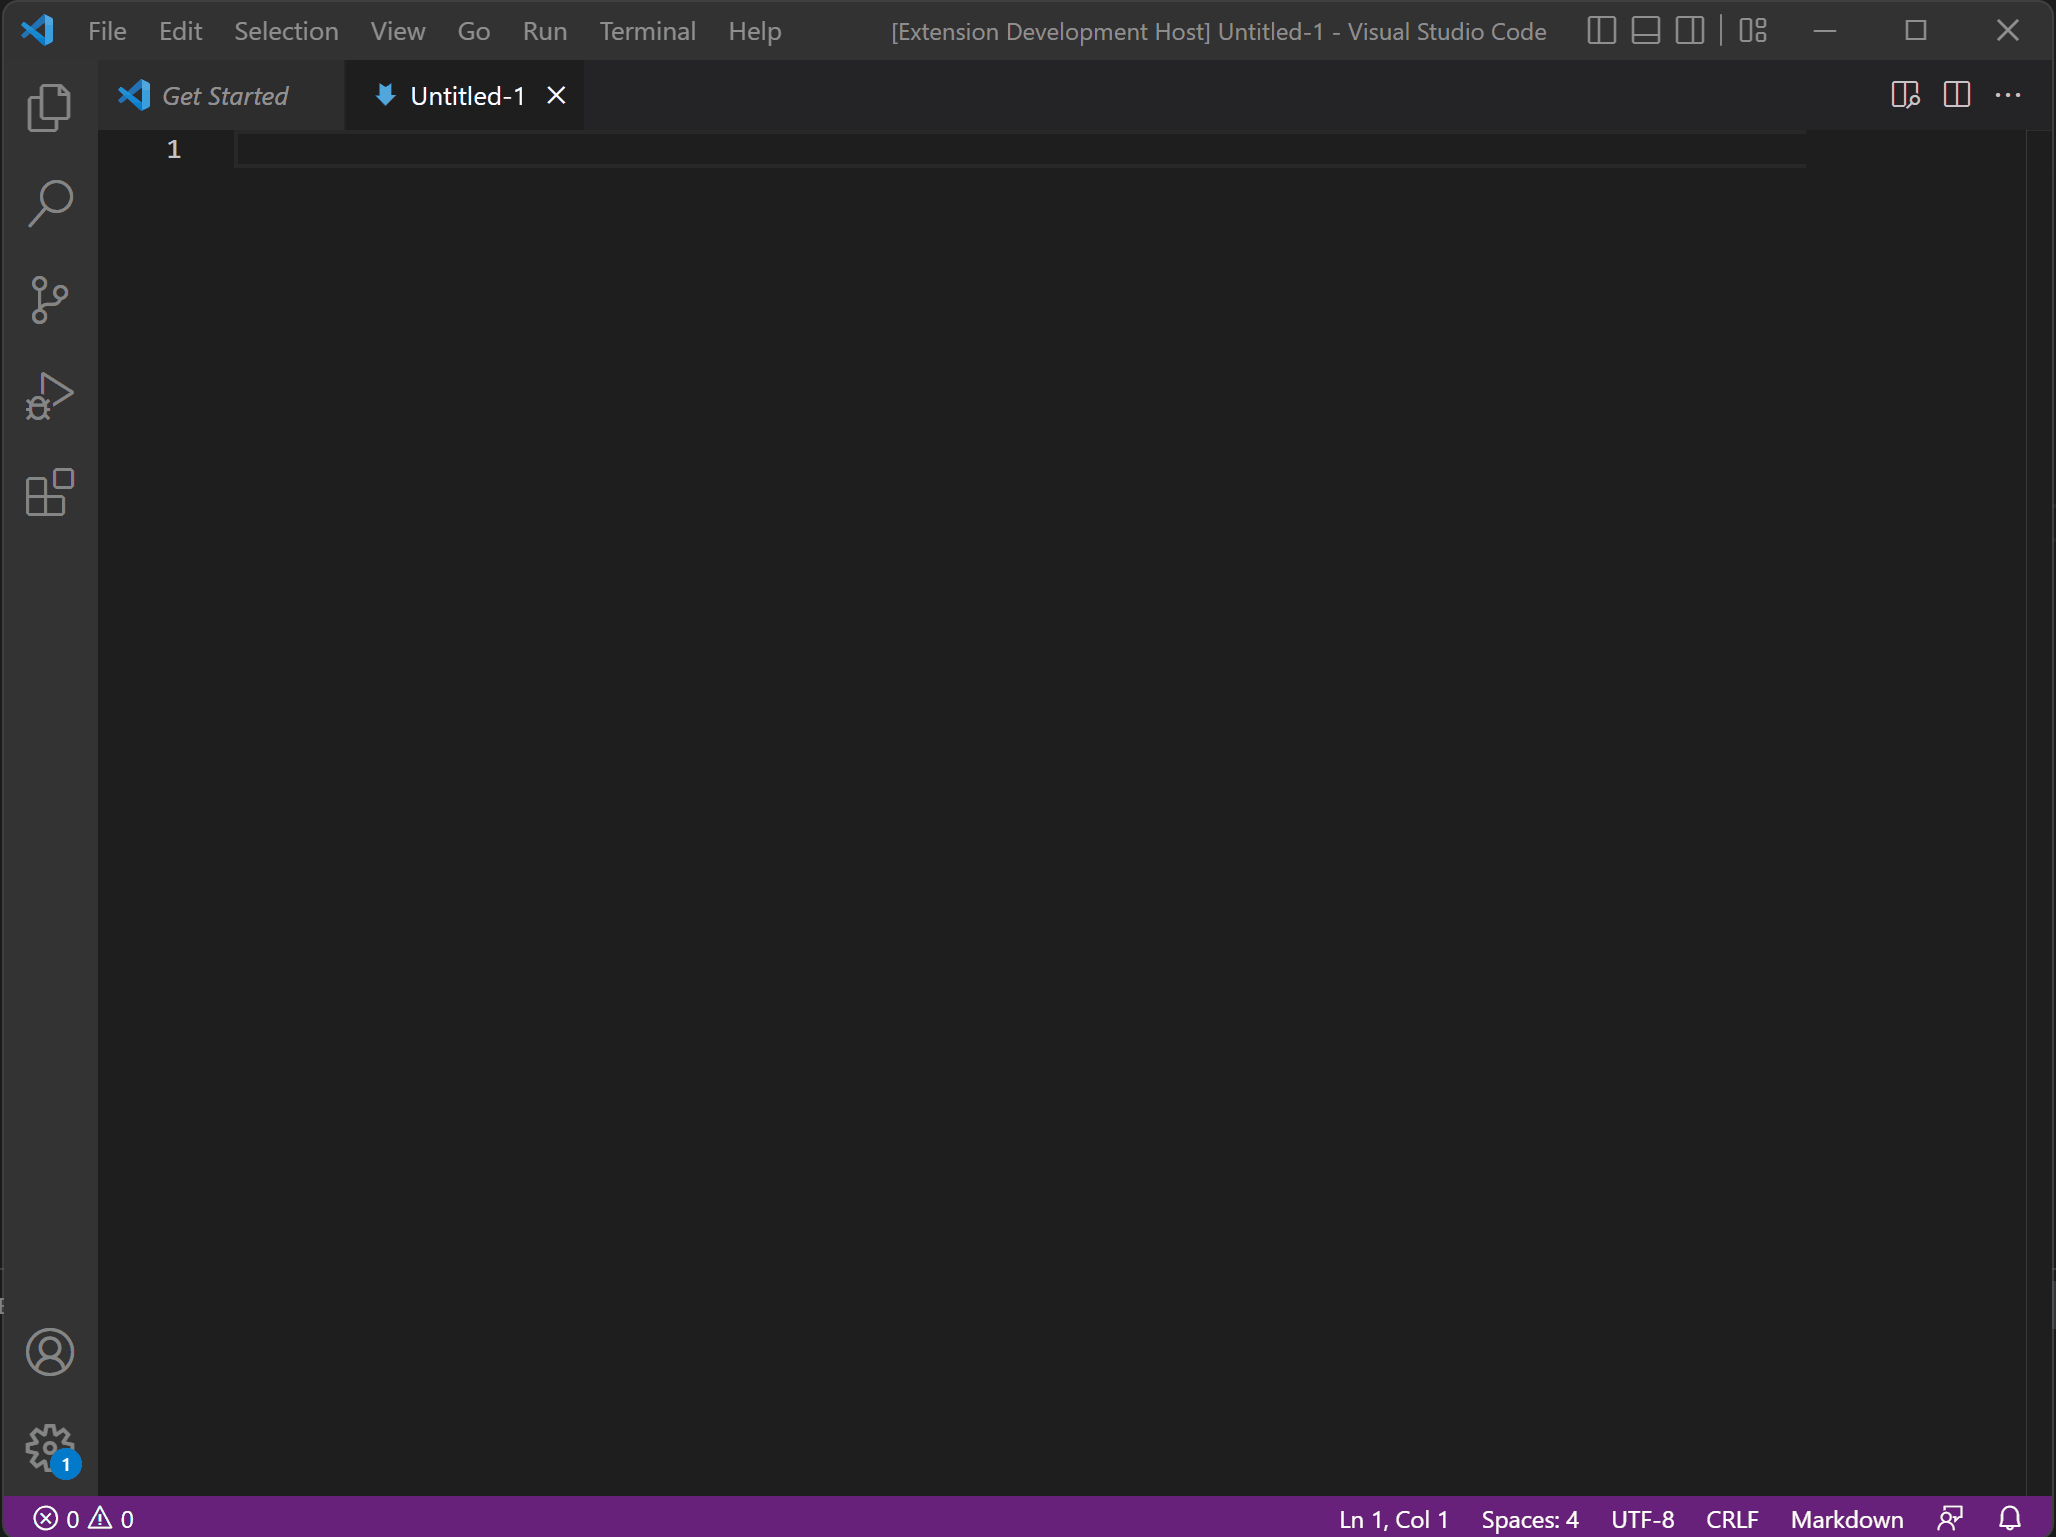 File Edit Selection View Go Run Terminal Help [Extension Development Host] Untitled-1 - Visual Studio Code
Get Started Untitled-1
1
1
0 0 Ln 1, Col 1 Spaces: 4 UTF-8 CRLF Markdown